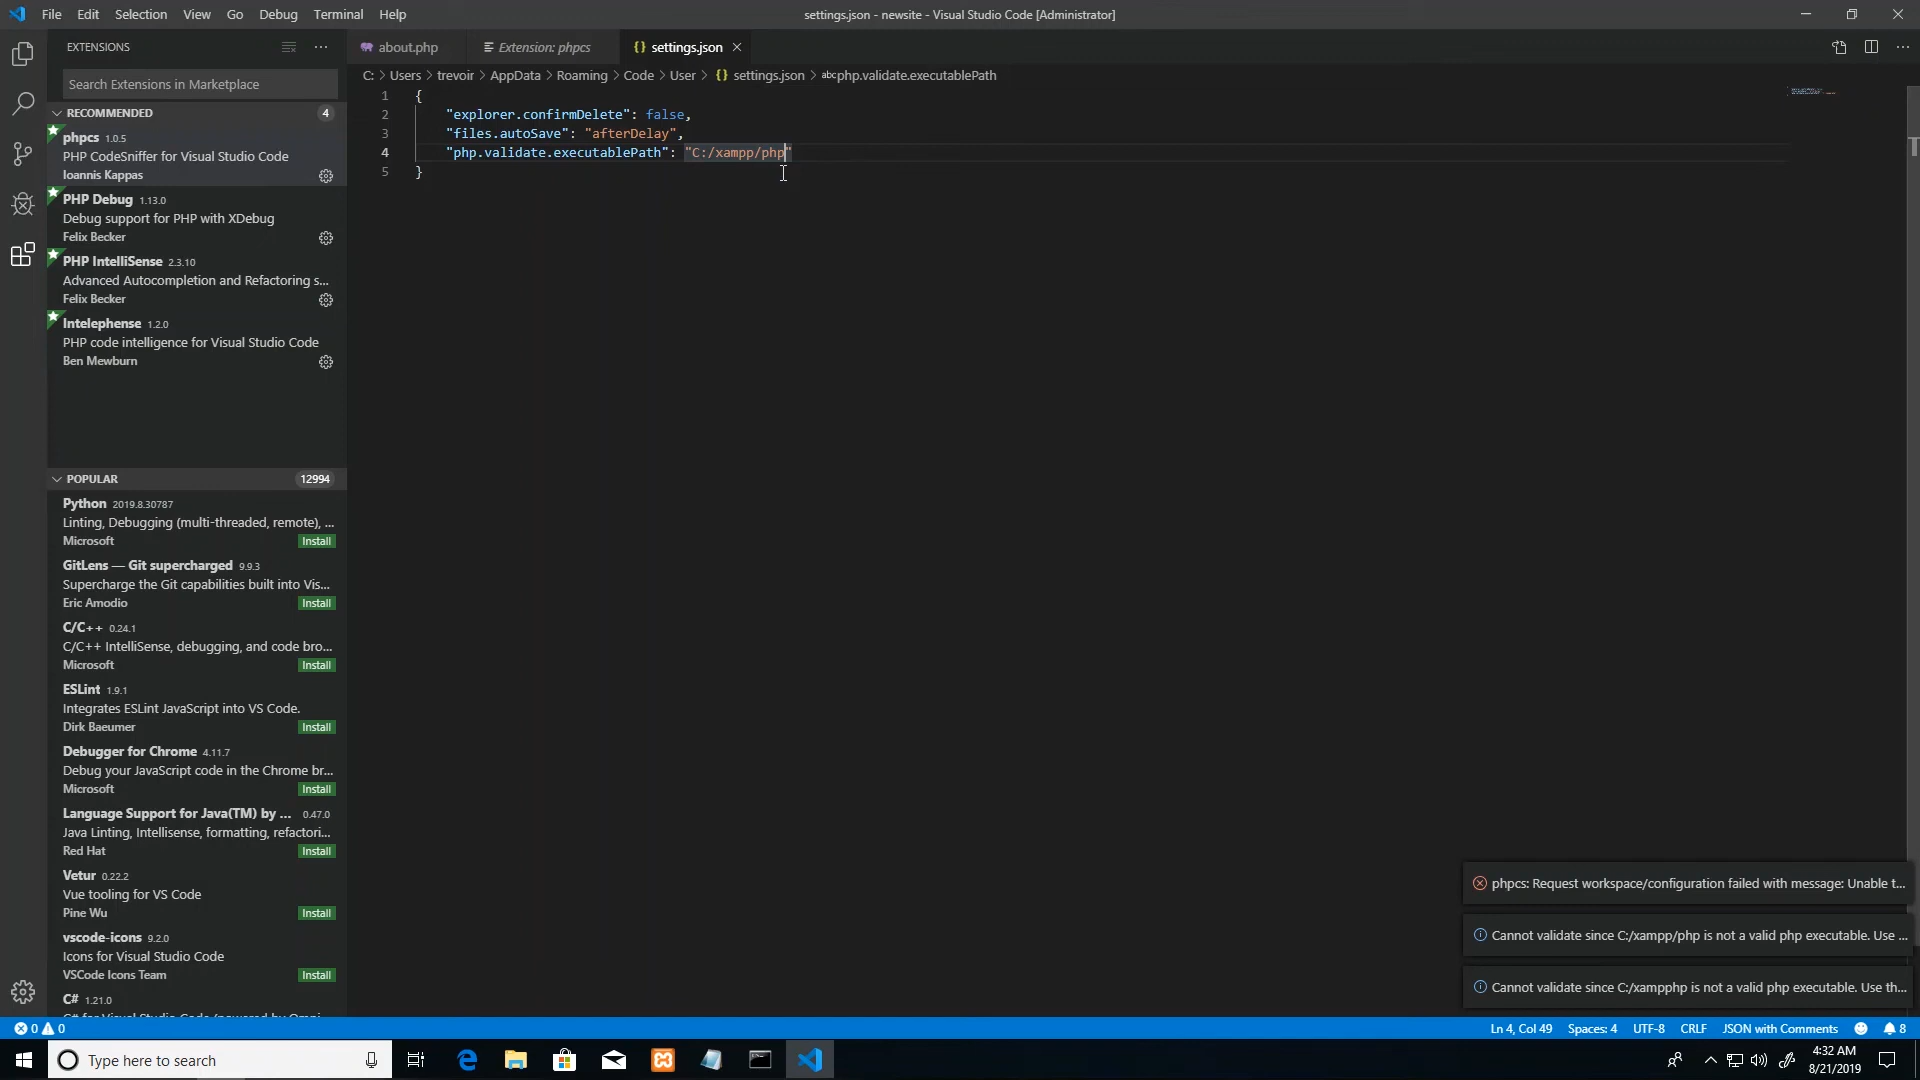 File Edit Selection View Go Debug Terminal Help
settings.json - newsite - Visual Studio Code [Administrator]
EXTENSIONS
about.php
Extension: phpcs
{} settings.json
Search Extensions in Marketplace
C: > Users > trevoir > AppData > Roaming > Code > User > {} settings.json > abc php.validate.executablePath
1 {
2 "explorer.confirmDelete": false,
3 "files.autoSave": "afterDelay",
4 "php.validate.executablePath": "C:/xampp/php"
5 }
RECOMMENDED 4
phpcs 1.0.5
PHP CodeSniffer for Visual Studio Code
Ioannis Kappas
PHP Debug 1.13.0
Debug support for PHP with XDebug
Felix Becker
PHP IntelliSense 2.3.10
Advanced Autocompletion and Refactoring s...
Felix Becker
Intelephense 1.2.0
PHP code intelligence for Visual Studio Code
Ben Mewburn
POPULAR 12994
Python 2019.8.30787
Linting, Debugging (multi-threaded, remote), ...
Microsoft Install
GitLens — Git supercharged 9.9.3
Supercharge the Git capabilities built into Vis...
Eric Amodio Install
C/C++ 0.24.1
C/C++ IntelliSense, debugging, and code bro...
Microsoft Install
ESLint 1.9.1
Integrates ESLint JavaScript into VS Code.
Dirk Baeumer Install
Debugger for Chrome 4.11.7
Debug your JavaScript code in the Chrome br...
Microsoft Install
Language Support for Java(TM) by ... 0.47.0
Java Linting, Intellisense, formatting, refactori...
Red Hat Install
Vetur 0.22.2
Vue tooling for VS Code
Pine Wu Install
vscode-icons 9.2.0
Icons for Visual Studio Code
VSCode Icons Team Install
C# 1.21.0
phpcs: Request workspace/configuration failed with message: Unable t...
Cannot validate since C:/xampp/php is not a valid php executable. Use ...
Cannot validate since C:/xampphp is not a valid php executable. Use th...
0 0
Ln 4, Col 49 Spaces: 4 UTF-8 CRLF JSON with Comments 8
Type here to search
4:32 AM
8/21/2019